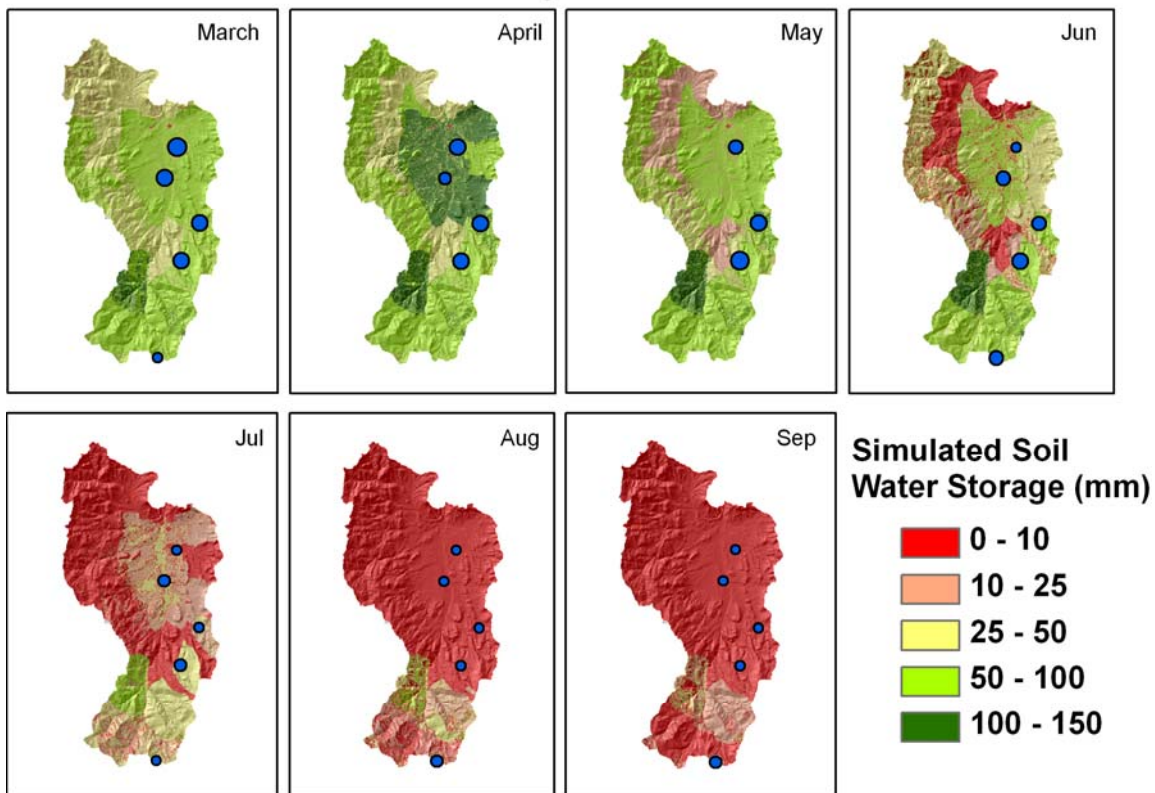 March
April
May
Jun
Jul
Aug
Sep
Simulated Soil
Water Storage (mm)
0 - 10
10 - 25
25 - 50
50 - 100
100 - 150